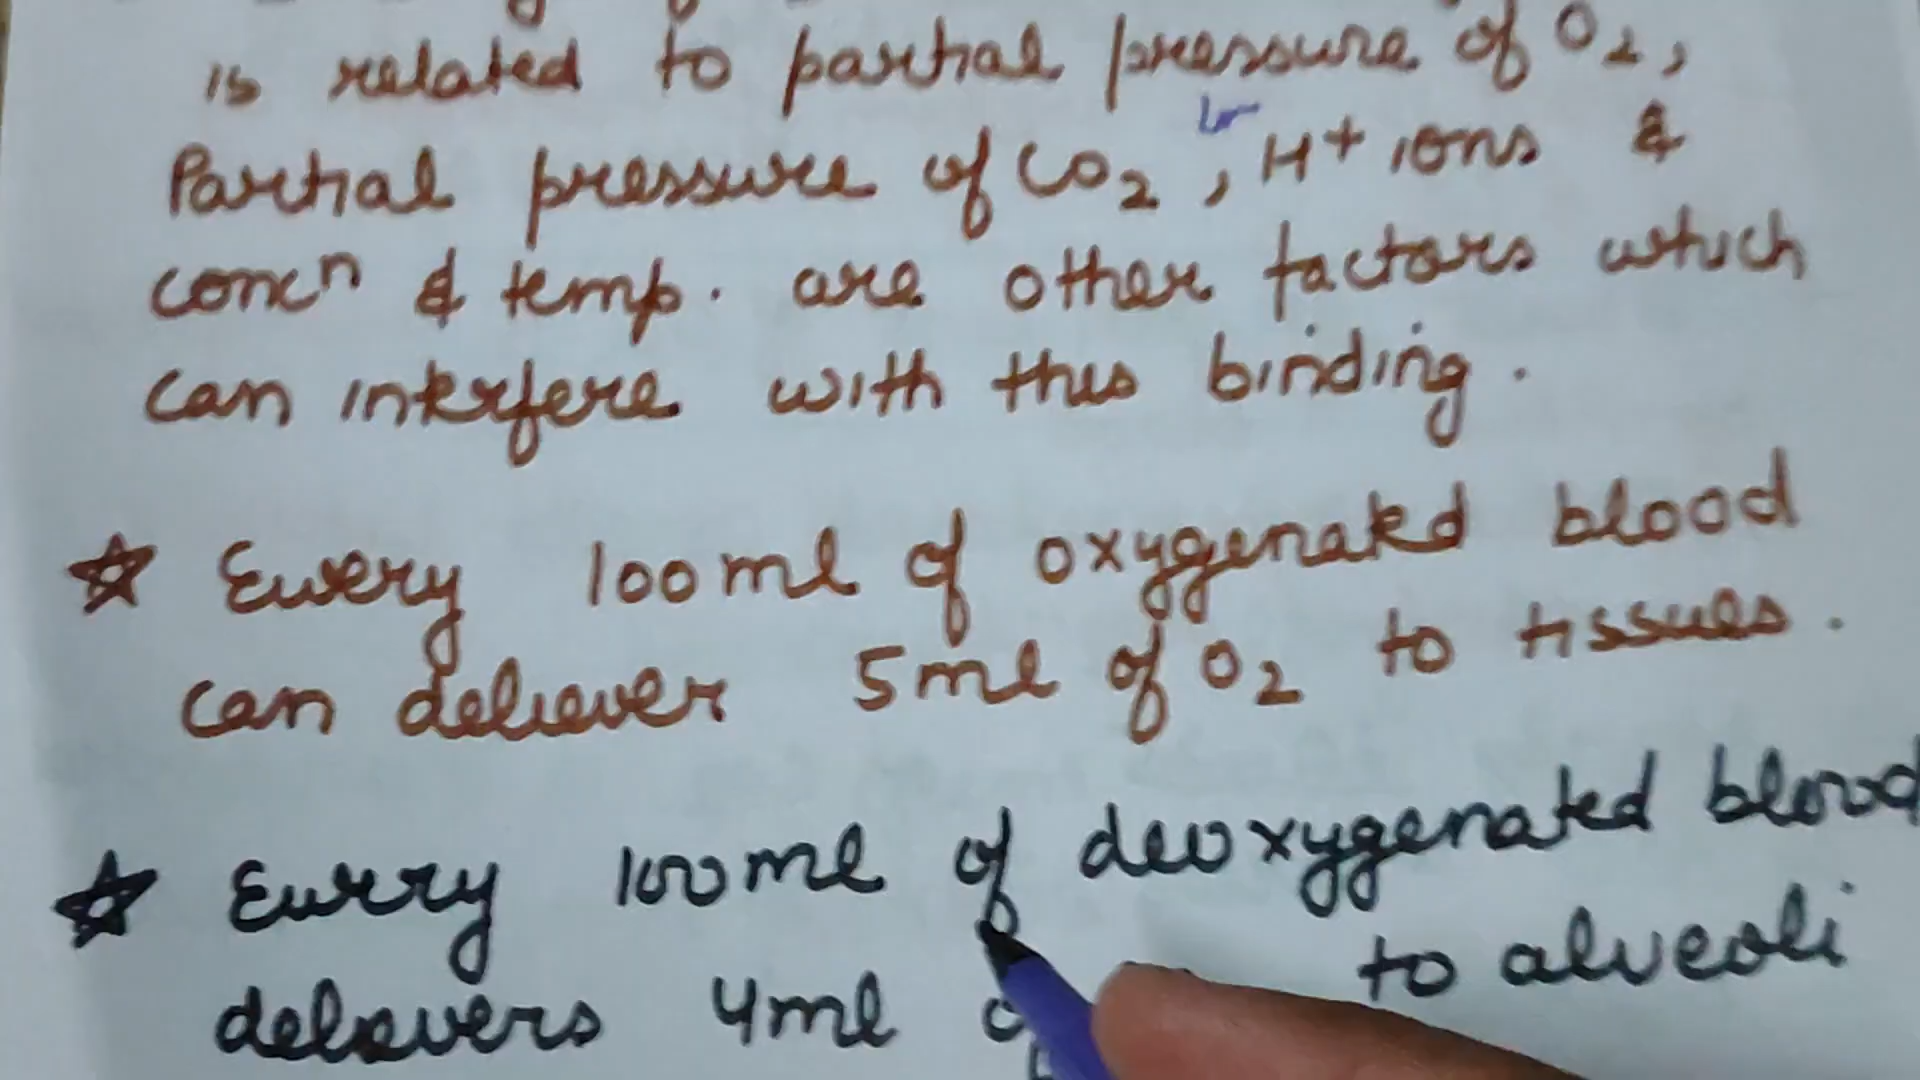 is related to partial pressure of O2,
Partial pressure of CO2, H+ ions &
concn & temp. are other factors which
can interfere with this binding.
☆ Every 100ml of oxygenated blood
can deliever 5ml of O2 to tissues.
☆ Every 100ml of deoxygenated blood
delievers 4ml to alveoli